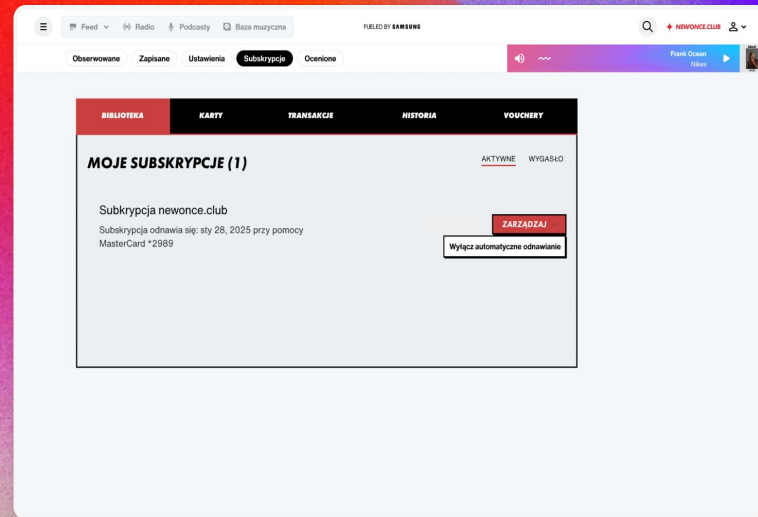 Feed
Radio
Podcasty
Baza muzyczna
FUELED BY SAMSUNG
NEWONCE.CLUB
Obserwowane
Zapisane
Ustawienia
Subskrypcje
Ocenione
Frank Ocean
Nikes
BIBLIOTEKA
KARTY
TRANSAKCJE
HISTORIA
VOUCHERY
MOJE SUBSKRYPCJE (1)
AKTYWNE
WYGASŁO
Subkrypcja newonce.club
Subskrypcja odnawia się: sty 28, 2025 przy pomocy
MasterCard *2989
ZARZĄDZAJ
Wyłącz automatyczne odnawianie